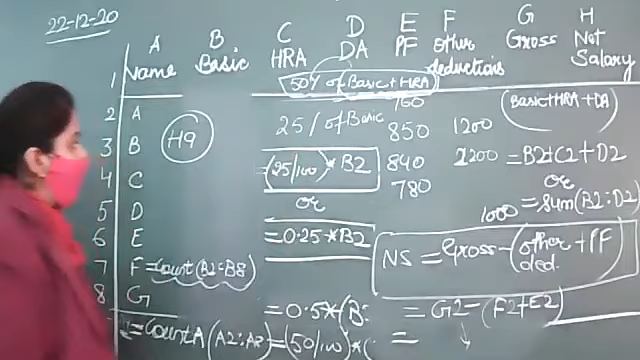 22-12-20
A B C D E F G H
Name Basic HRA DA PF Other deductions Gross Net Salary
1 50% of Basic+HRA
2 A 25% of Basic 760 1200 (Basic+HRA+DA)
3 B H9 850 =B2+C2+D2
4 C =(25/100)*B2 840 or
5 D or 780 1000 =sum(B2:D2)
6 E =0.25*B2 NS = Gross-(other ded. + PF)
7 F =count(B2:B8)
8 G =0.5*(B2 =G2-(F2+E2)
=CountA(A2:A8 =(50/100)*( =